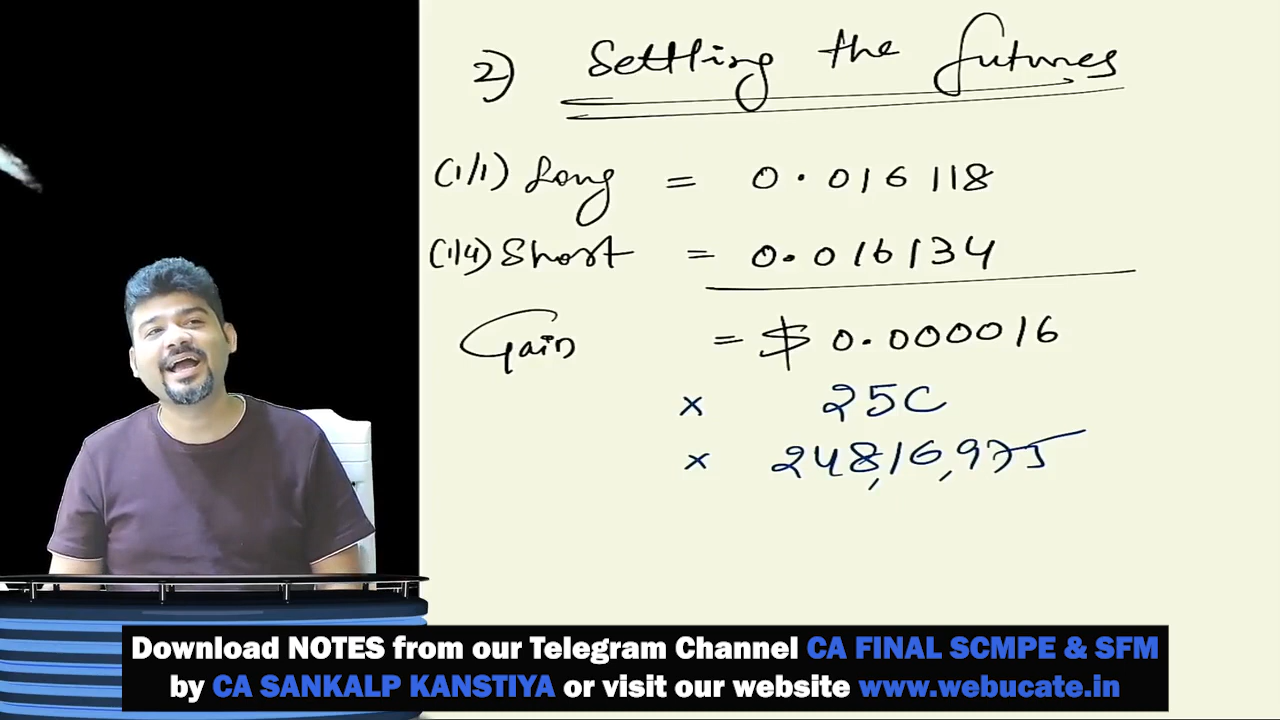 2) Settling the futures
(1/1) Long = 0.016118
(1/4) Short = 0.016134
Gain = $ 0.000016
× 25C
× 248,16,975
Download NOTES from our Telegram Channel CA FINAL SCMPE & SFM
by CA SANKALP KANSTIYA or visit our website www.webucate.in